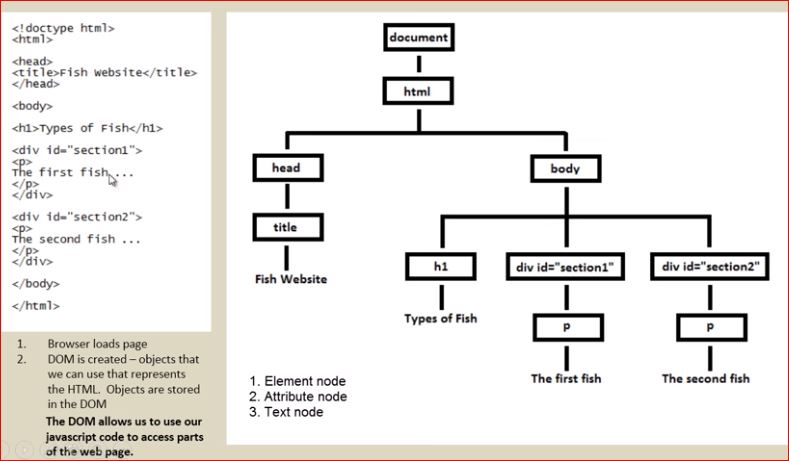 <!doctype html>
<html>
<head>
<title>Fish Website</title>
</head>
<body>
<h1>Types of Fish</h1>
<div id="section1">
<p>
The first fish ...
</p>
</div>
<div id="section2">
<p>
The second fish ...
</p>
</div>
</body>
</html>
1. Browser loads page
2. DOM is created – objects that
we can use that represents
the HTML. Objects are stored
in the DOM
The DOM allows us to use our
javascript code to access parts
of the web page.
document
html
head
body
title
Fish Website
h1
div id="section1"
div id="section2"
Types of Fish
p
p
The first fish
The second fish
1. Element node
2. Attribute node
3. Text node